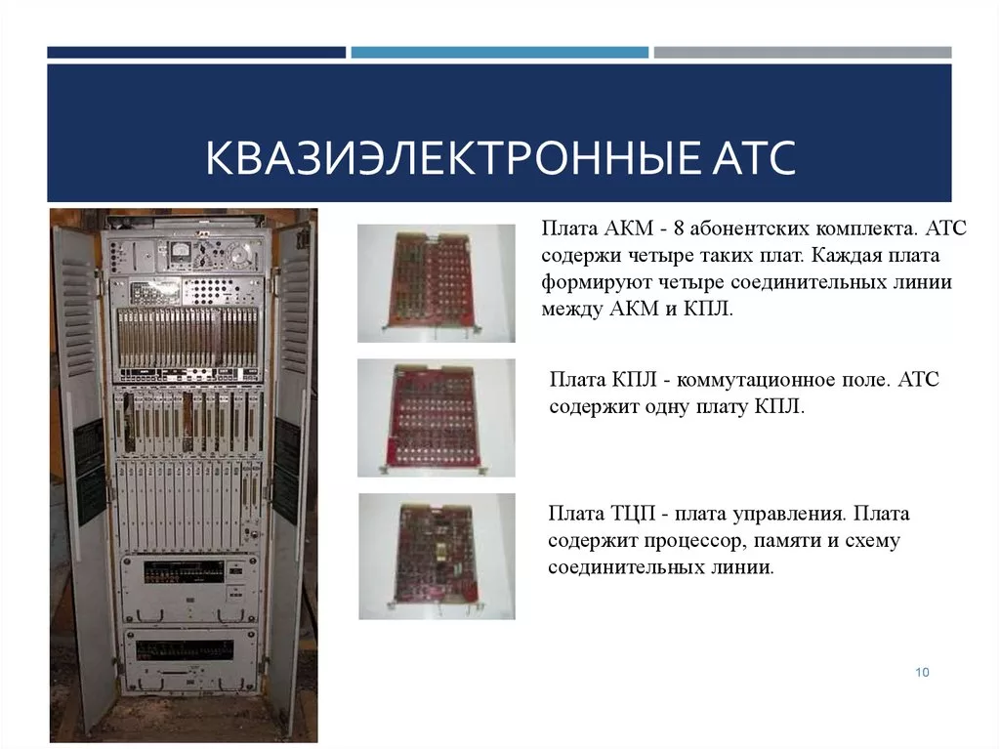 КВАЗИЭЛЕКТРОННЫЕ АТС
Плата АКМ - 8 абонентских комплекта. АТС
содержи четыре таких плат. Каждая плата
формируют четыре соединительных линии
между АКМ и КПЛ.
Плата КПЛ - коммутационное поле. АТС
содержит одну плату КПЛ.
Плата ТЦП - плата управления. Плата
содержит процессор, памяти и схему
соединительных линии.
10